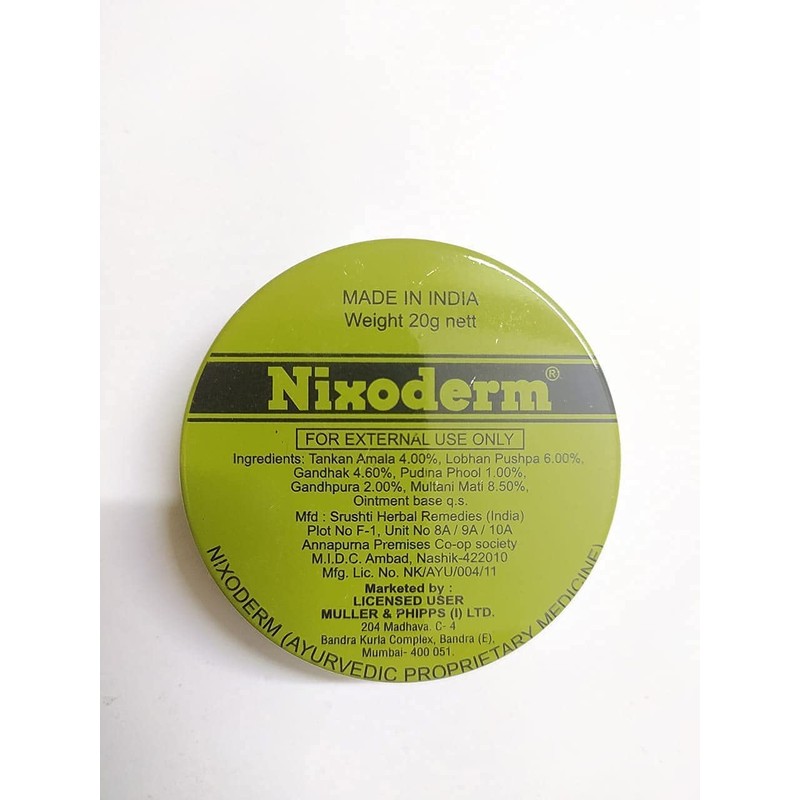 MADE IN INDIA
Weight 20g nett
Nixoderm®
FOR EXTERNAL USE ONLY
Ingredients: Tankan Amala 4.00%, Lobhan Pushpa 6.00%,
Gandhak 4.60%, Pudina Phool 1.00%,
Gandhpura 2.00%, Multani Mati 8.50%,
Ointment base q.s.
Mfd : Srushti Herbal Remedies (India)
Plot No F-1, Unit No 8A / 9A / 10A
Annapurna Premises Co-op society
M.I.D.C. Ambad, Nashik-422010
Mfg. Lic. No. NK/AYU/004/11
Marketed by :
LICENSED USER
MULLER & PHIPPS (I) LTD.
204 Madhava. C- 4
Bandra Kurla Complex, Bandra (E),
Mumbai- 400 051.
NIXODERM (AYURVEDIC PROPRIETARY MEDICINE)